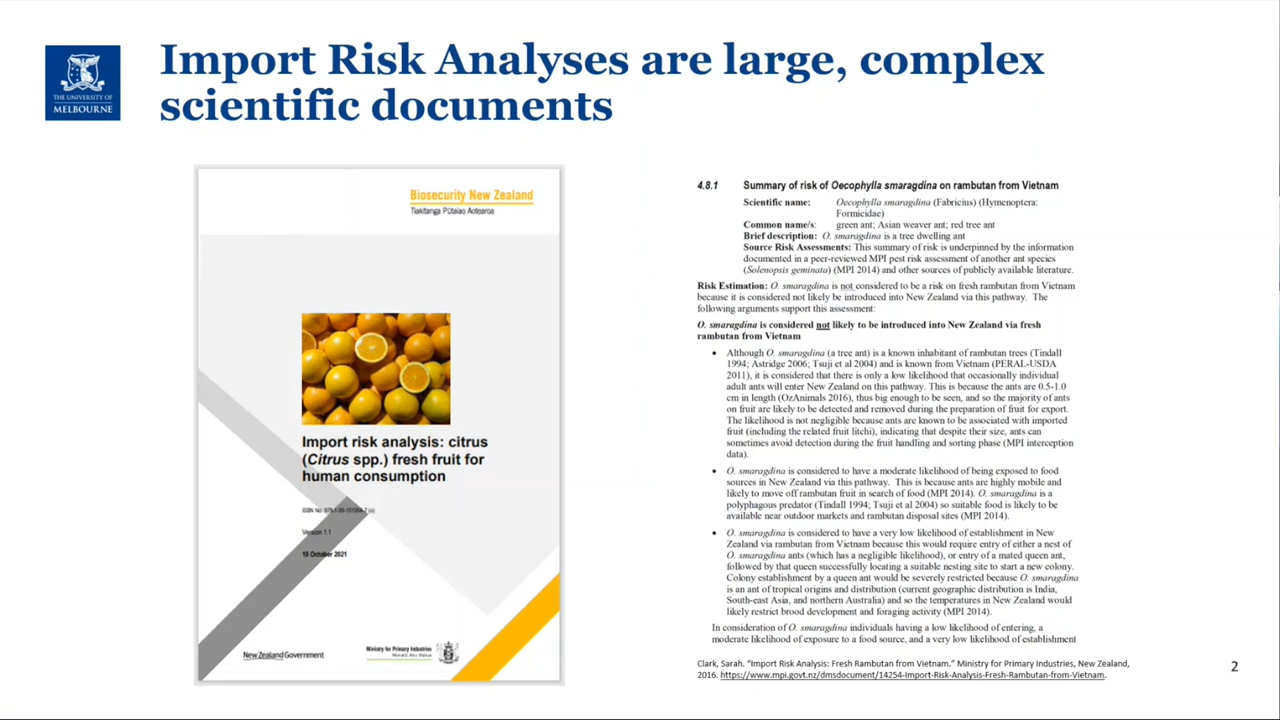 THE UNIVERSITY OF
MELBOURNE
Import Risk Analyses are large, complex
scientific documents
Biosecurity New Zealand
Tiakitanga Pūtaiao Aotearoa
Import risk analysis: citrus
(Citrus spp.) fresh fruit for
human consumption
Version 1.1
19 October 2021
New Zealand Government
Ministry for Primary Industries
Manatū Ahu Matua
4.8.1 Summary of risk of Oecophylla smaragdina on rambutan from Vietnam
Scientific name: Oecophylla smaragdina (Fabricius) (Hymenoptera:
Formicidae)
Common name/s: green ant; Asian weaver ant; red tree ant
Brief description: O. smaragdina is a tree dwelling ant
Source Risk Assessments: This summary of risk is underpinned by the information
documented in a peer-reviewed MPI pest risk assessment of another ant species
(Solenopsis geminata) (MPI 2014) and other sources of publicly available literature.
Risk Estimation: O. smaragdina is not considered to be a risk on fresh rambutan from Vietnam
because it is considered not likely be introduced into New Zealand via this pathway. The
following arguments support this assessment:
O. smaragdina is considered not likely to be introduced into New Zealand via fresh
rambutan from Vietnam
• Although O. smaragdina (a tree ant) is a known inhabitant of rambutan trees (Tindall
1994; Astridge 2006; Tsuji et al 2004) and is known from Vietnam (PERAL-USDA
2011), it is considered that there is only a low likelihood that occasionally individual
adult ants will enter New Zealand on this pathway. This is because the ants are 0.5-1.0
cm in length (OzAnimals 2016), thus big enough to be seen, and so the majority of ants
on fruit are likely to be detected and removed during the preparation of fruit for export.
The likelihood is not negligible because ants are known to be associated with imported
fruit (including the related fruit litchi), indicating that despite their size, ants can
sometimes avoid detection during the fruit handling and sorting phase (MPI interception
data).
• O. smaragdina is considered to have a moderate likelihood of being exposed to food
sources in New Zealand via this pathway. This is because ants are highly mobile and
likely to move off rambutan fruit in search of food (MPI 2014). O. smaragdina is a
polyphagous predator (Tindall 1994; Tsuji et al 2004) so suitable food is likely to be
available near outdoor markets and rambutan disposal sites (MPI 2014).
• O. smaragdina is considered to have a very low likelihood of establishment in New
Zealand via rambutan from Vietnam because this would require entry of either a nest of
O. smaragdina ants (which has a negligible likelihood), or entry of a mated queen ant,
followed by that queen successfully locating a suitable nesting site to start a new colony.
Colony establishment by a queen ant would be severely restricted because O. smaragdina
is an ant of tropical origins and distribution (current geographic distribution is India,
South-east Asia, and northern Australia) and so the temperatures in New Zealand would
likely restrict brood development and foraging activity (MPI 2014).
In consideration of O. smaragdina individuals having a low likelihood of entering, a
moderate likelihood of exposure to a food source, and a very low likelihood of establishment
Clark, Sarah. “Import Risk Analysis: Fresh Rambutan from Vietnam.” Ministry for Primary Industries, New Zealand,
2016. https://www.mpi.govt.nz/dmsdocument/14254-Import-Risk-Analysis-Fresh-Rambutan-from-Vietnam.
2